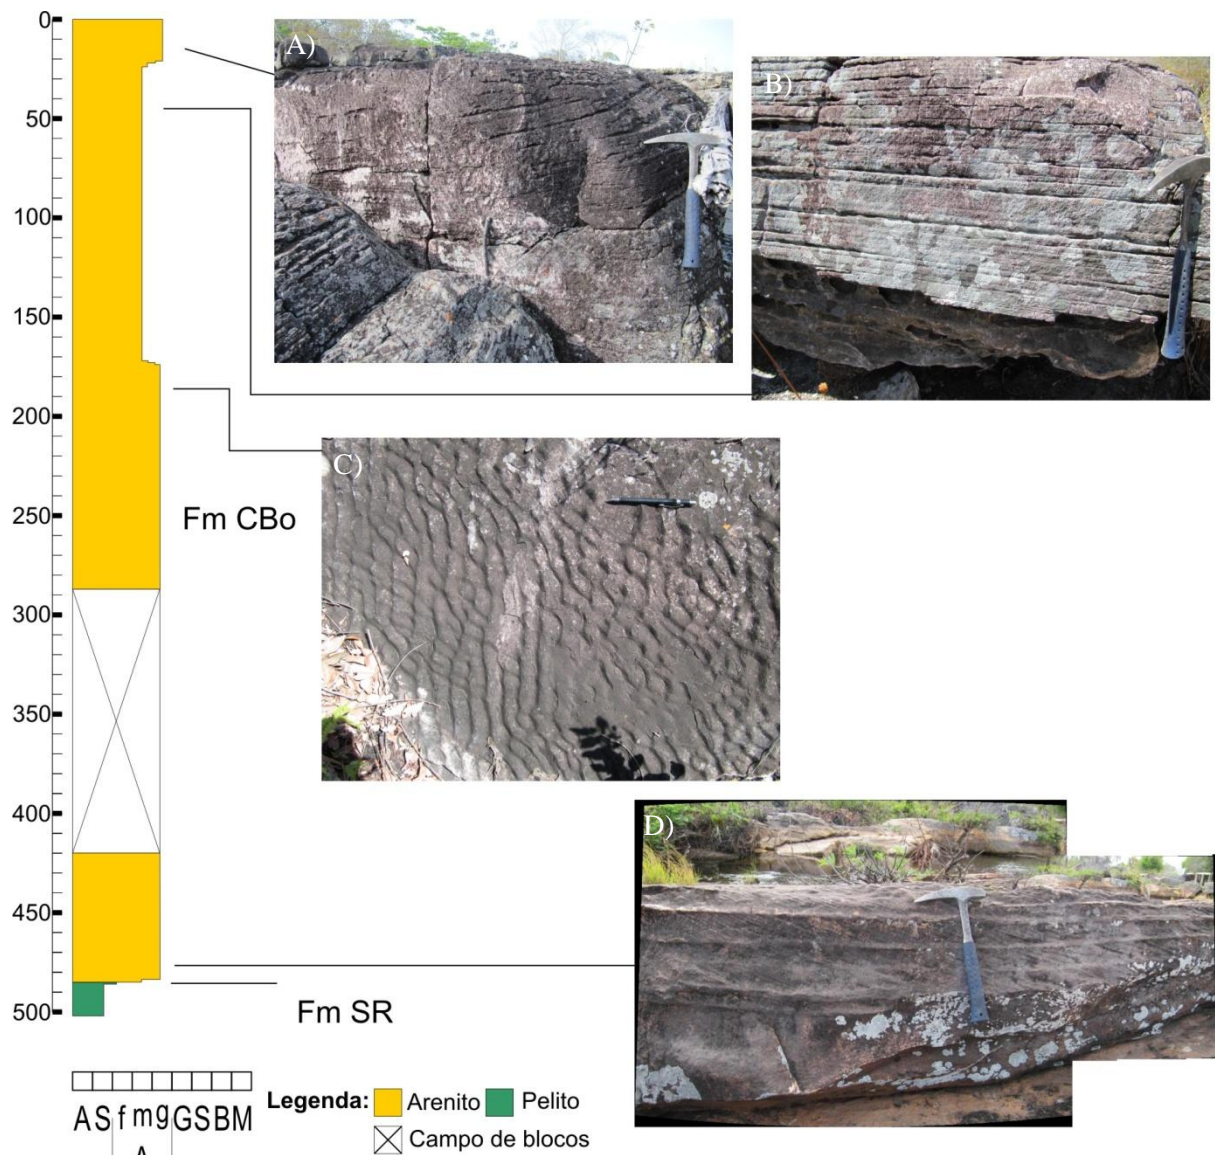 0
50
100
150
200
250
300
350
400
450
500
A)
B)
C)
D)
Fm CBo
Fm SR
A S f m g G S B M
A
Legenda: Arenito Pelito
Campo de blocos